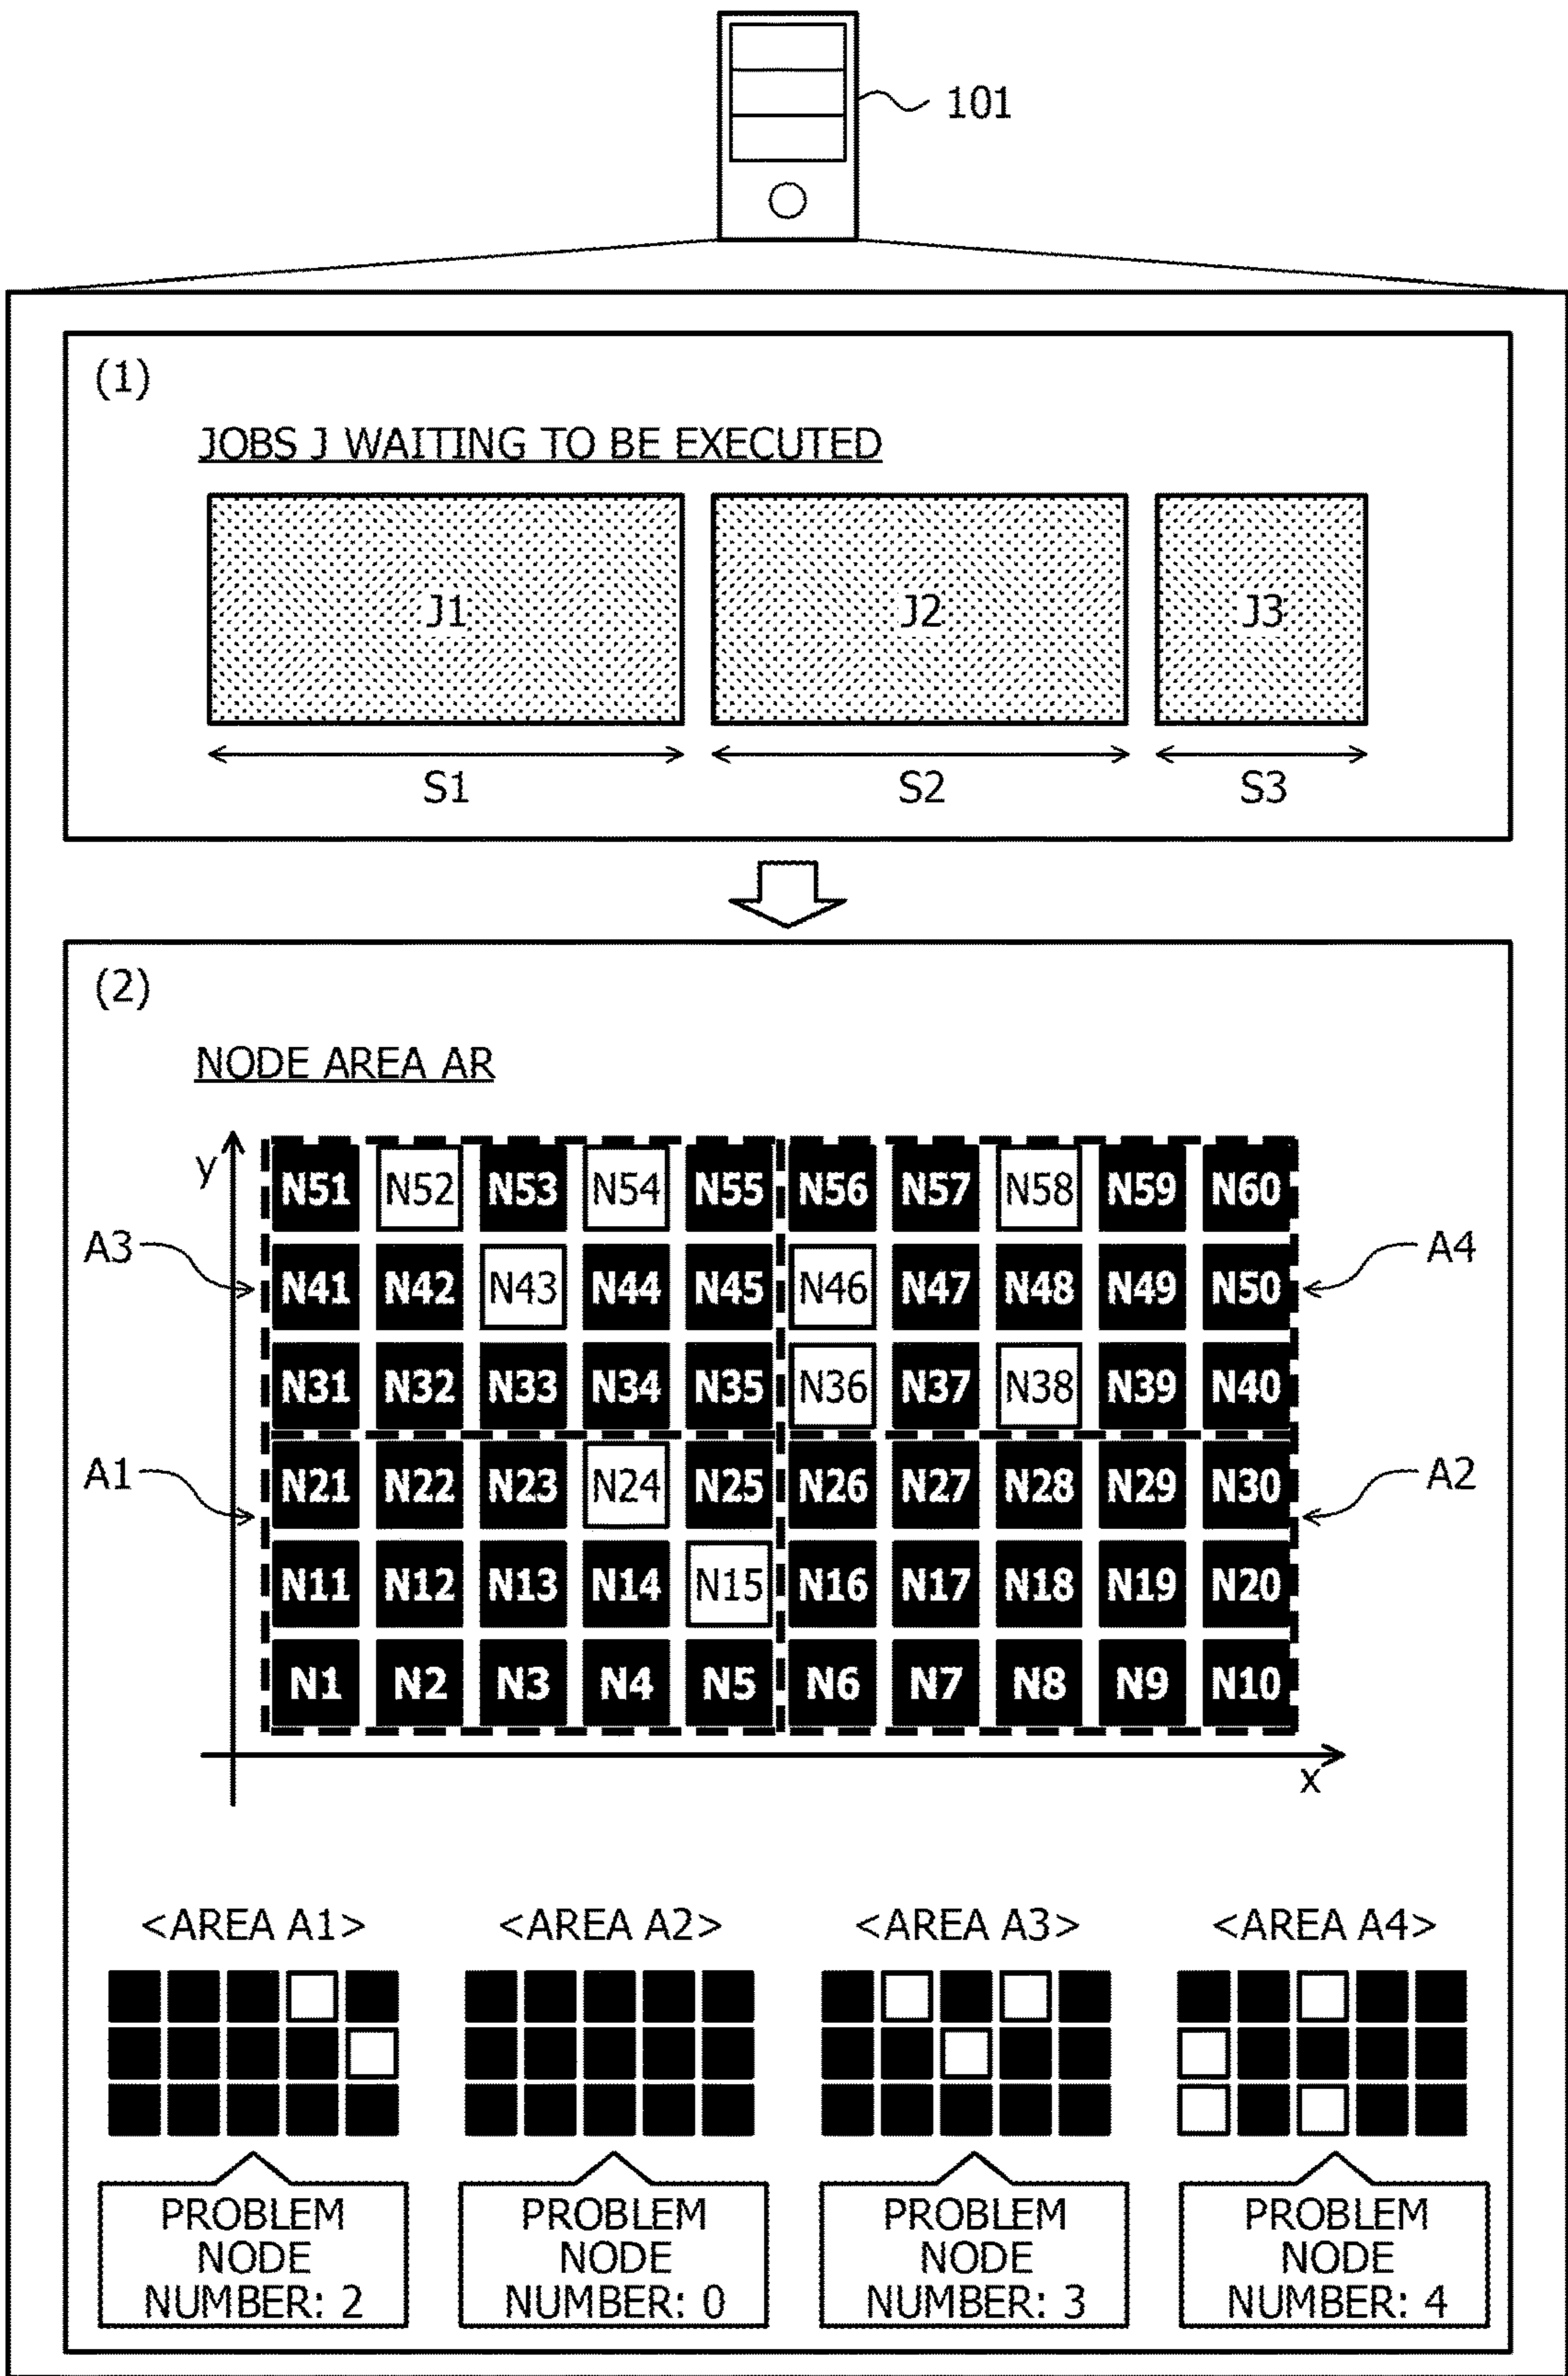 101
(1)
JOBS J WAITING TO BE EXECUTED
J1 J2 J3
S1 S2 S3
(2)
NODE AREA AR
y
N51 N52 N53 N54 N55 N56 N57 N58 N59 N60
A3 A4
N41 N42 N43 N44 N45 N46 N47 N48 N49 N50
N31 N32 N33 N34 N35 N36 N37 N38 N39 N40
A1 A2
N21 N22 N23 N24 N25 N26 N27 N28 N29 N30
N11 N12 N13 N14 N15 N16 N17 N18 N19 N20
N1 N2 N3 N4 N5 N6 N7 N8 N9 N10
x
<AREA A1> <AREA A2> <AREA A3> <AREA A4>
PROBLEM NODE NUMBER: 2
PROBLEM NODE NUMBER: 0
PROBLEM NODE NUMBER: 3
PROBLEM NODE NUMBER: 4